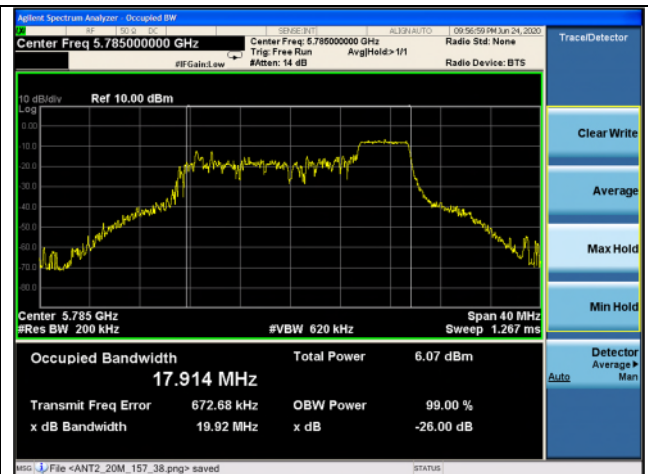 Agilent Spectrum Analyzer - Occupied BW
RF 50 Ω DC SENSE:INT ALIGNAUTO 09:56:59 PM Jun 24, 2020
Center Freq 5.785000000 GHz Center Freq: 5.785000000 GHz Radio Std: None
Trig: Free Run Avg|Hold:> 1/1
#IFGain:Low #Atten: 14 dB Radio Device: BTS
Trace/Detector
10 dB/div Ref 10.00 dBm
Log
0.00
-10.0
-20.0
-30.0
-40.0
-50.0
-60.0
-70.0
-80.0
Center 5.785 GHz Span 40 MHz
#Res BW 200 kHz #VBW 620 kHz Sweep 1.267 ms
Occupied Bandwidth Total Power 6.07 dBm
17.914 MHz
Transmit Freq Error 672.68 kHz OBW Power 99.00 %
x dB Bandwidth 19.92 MHz x dB -26.00 dB
Clear Write
Average
Max Hold
Min Hold
Detector
Average▶
Auto Man
MSG File <ANT2_20M_157_38.png> saved STATUS